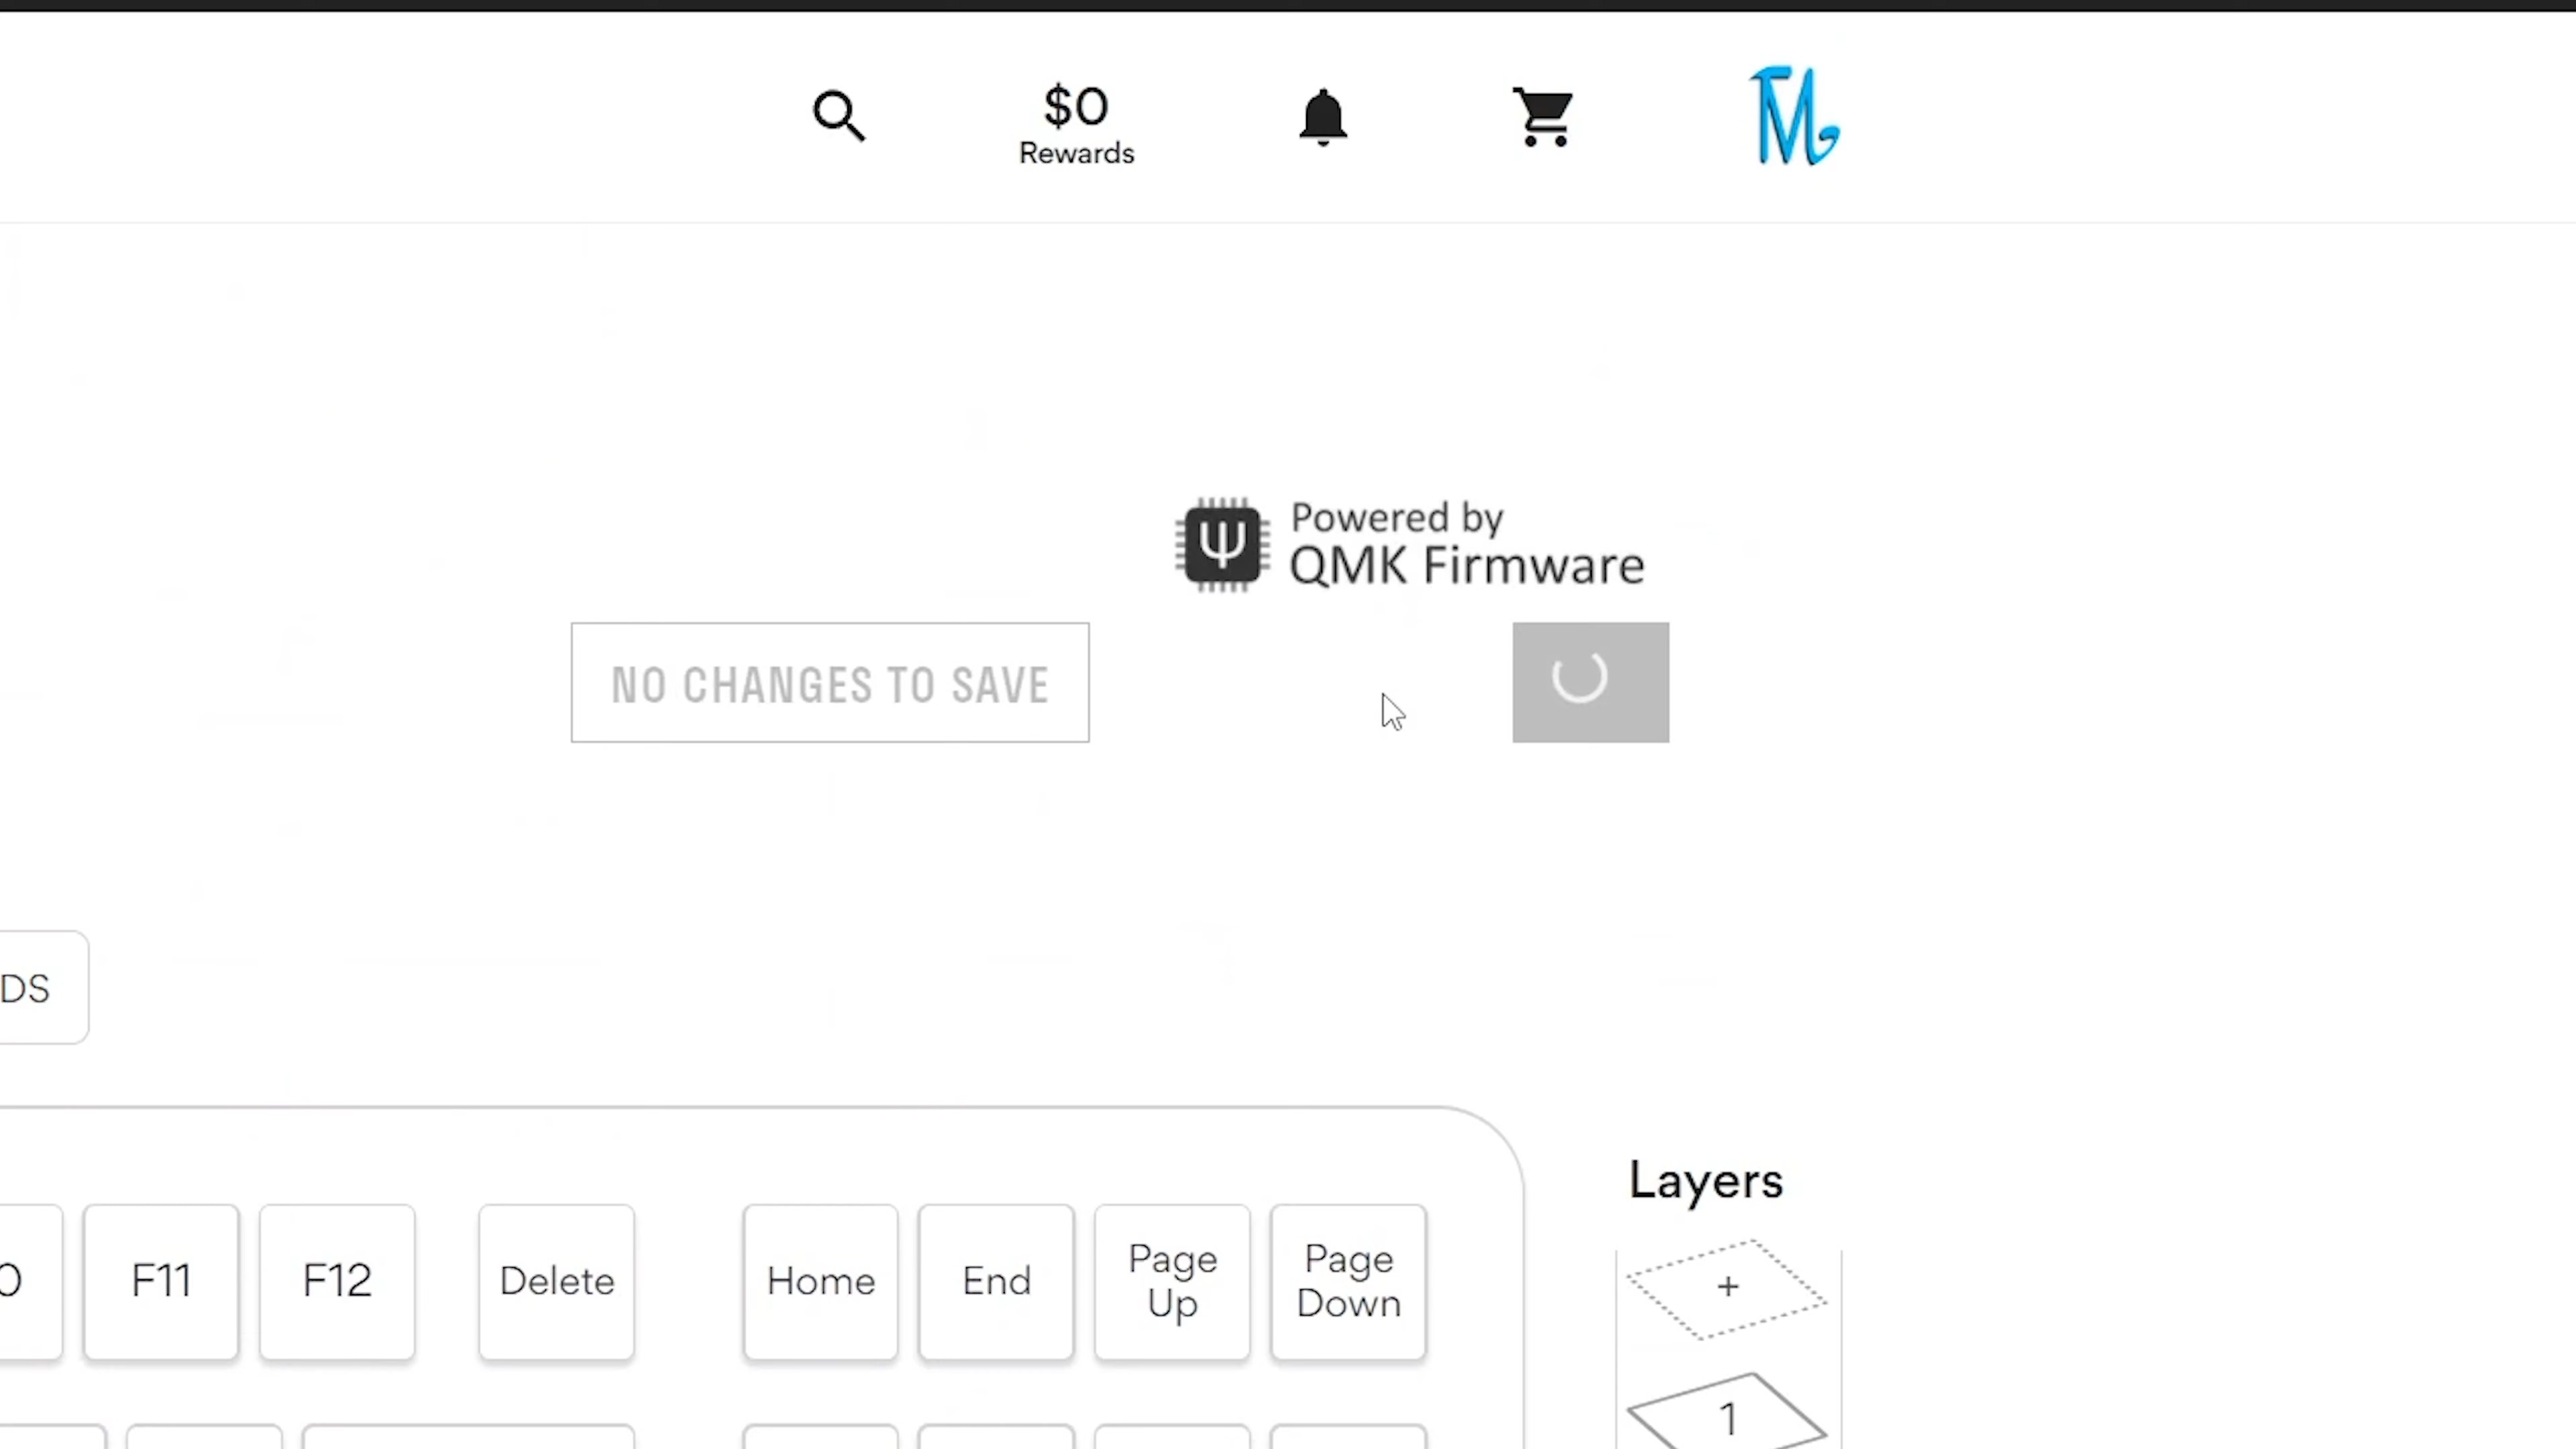 $0
Rewards
Powered by
QMK Firmware
NO CHANGES TO SAVE
DS
Layers
+
F11
F12
Delete
Home
End
Page
Up
Page
Down
1